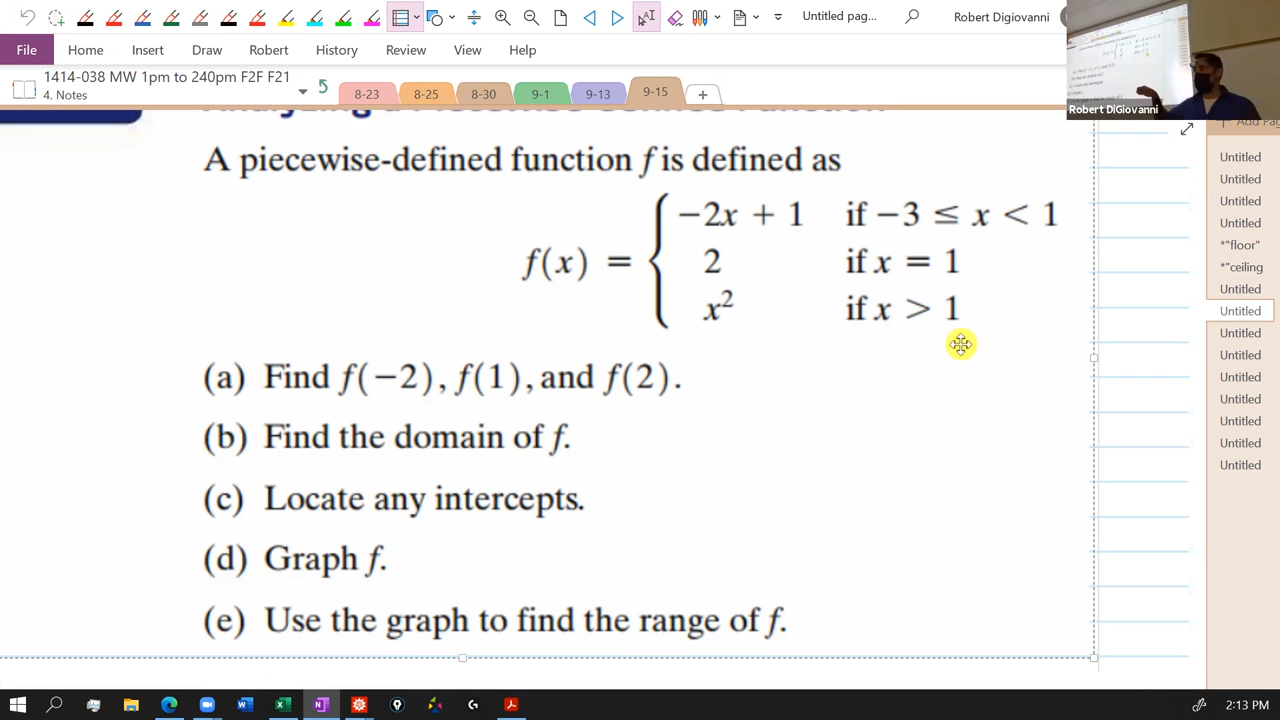 Untitled pag...
Robert Digiovanni
File
Home
Insert
Draw
Robert
History
Review
View
Help
1414-038 MW 1pm to 240pm F2F F21
4. Notes
8-23
8-25
8-30
9-1
9-13
9-15
Robert DiGiovanni
A piecewise-defined function f is defined as
f(x) = { −2x + 1 if −3 ≤ x < 1
2 if x = 1
x² if x > 1
(a) Find f(−2), f(1), and f(2).
(b) Find the domain of f.
(c) Locate any intercepts.
(d) Graph f.
(e) Use the graph to find the range of f.
Add Pag
Untitled
Untitled
Untitled
Untitled
*"floor"
*"ceiling
Untitled
Untitled
Untitled
Untitled
Untitled
Untitled
Untitled
Untitled
Untitled
2:13 PM